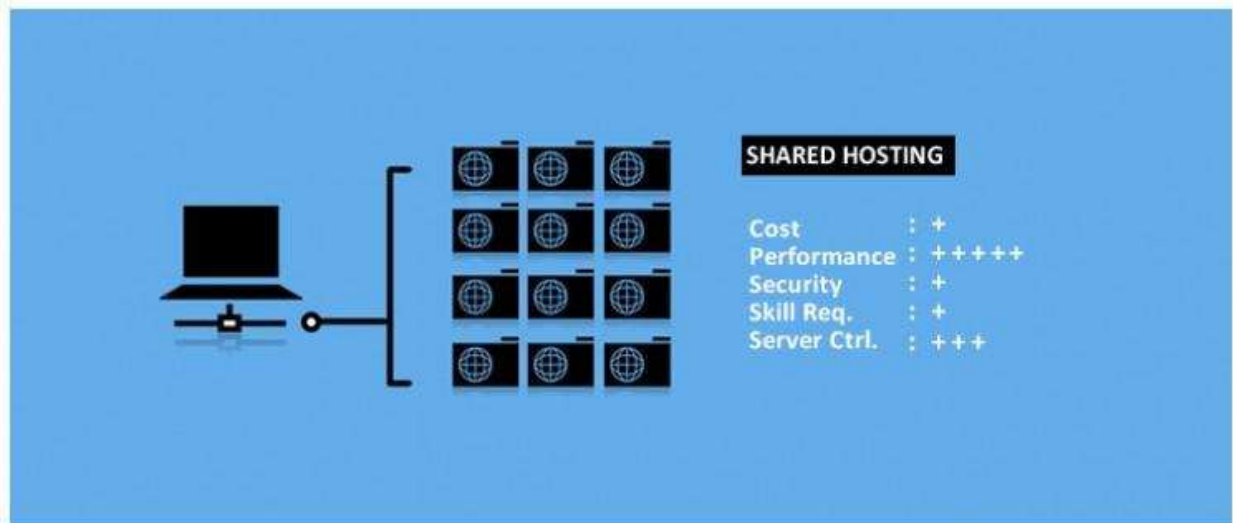 SHARED HOSTING
Cost : +
Performance : +++++
Security : +
Skill Req. : +
Server Ctrl. : +++